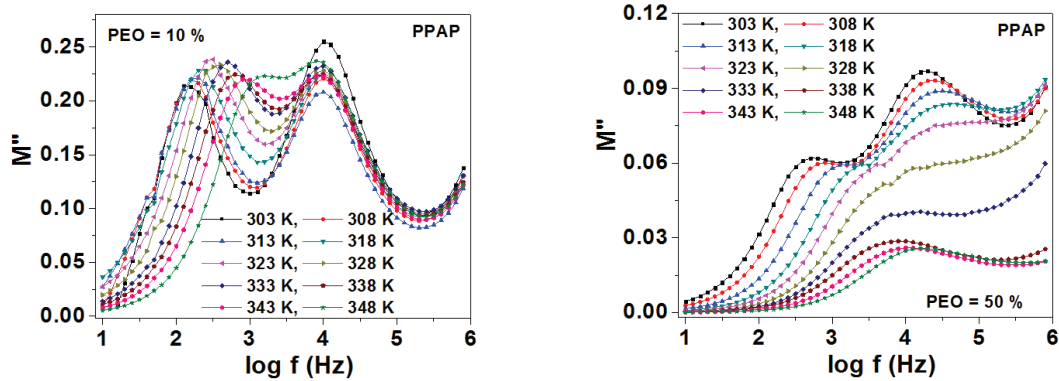 PEO = 10 %
PPAP
M"
0.25
0.20
0.15
0.10
0.05
0.00
303 K, 308 K
313 K, 318 K
323 K, 328 K
333 K, 338 K
343 K, 348 K
1 2 3 4 5 6
log f (Hz)
PPAP
M"
0.12
0.09
0.06
0.03
0.00
303 K, 308 K
313 K, 318 K
323 K, 328 K
333 K, 338 K
343 K, 348 K
PEO = 50 %
1 2 3 4 5 6
log f (Hz)